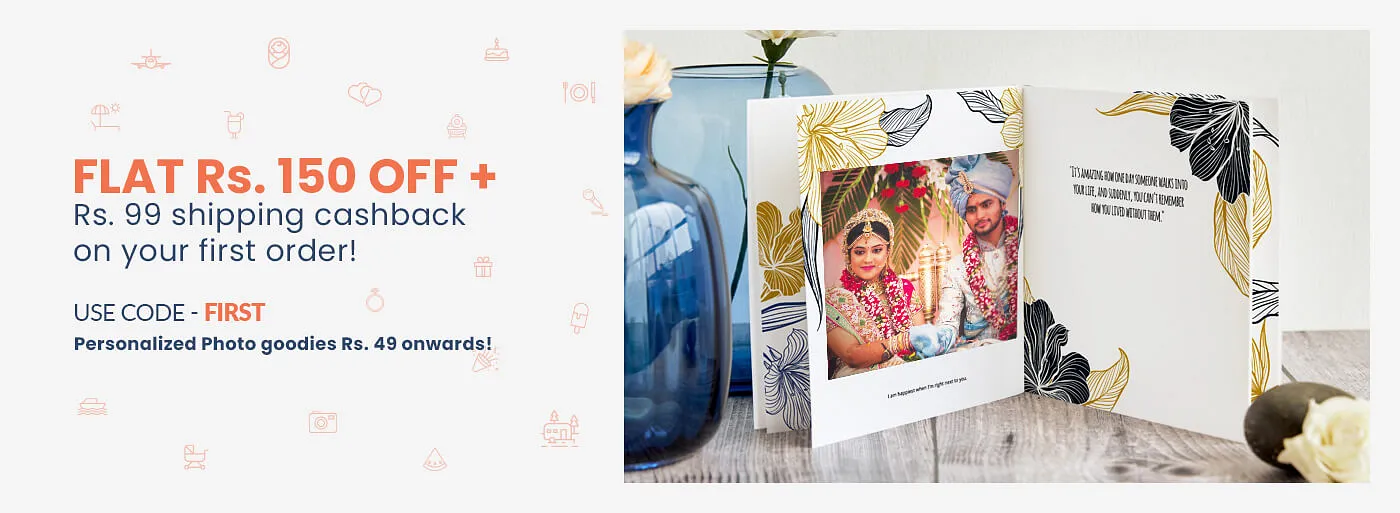 FLAT Rs. 150 OFF +
Rs. 99 shipping cashback
on your first order!
USE CODE - FIRST
Personalized Photo goodies Rs. 49 onwards!
I am happiest when I'm right next to you.
"IT'S AMAZING HOW ONE DAY SOMEONE WALKS INTO
YOUR LIFE, AND SUDDENLY, YOU CAN'T REMEMBER
HOW YOU LIVED WITHOUT THEM."